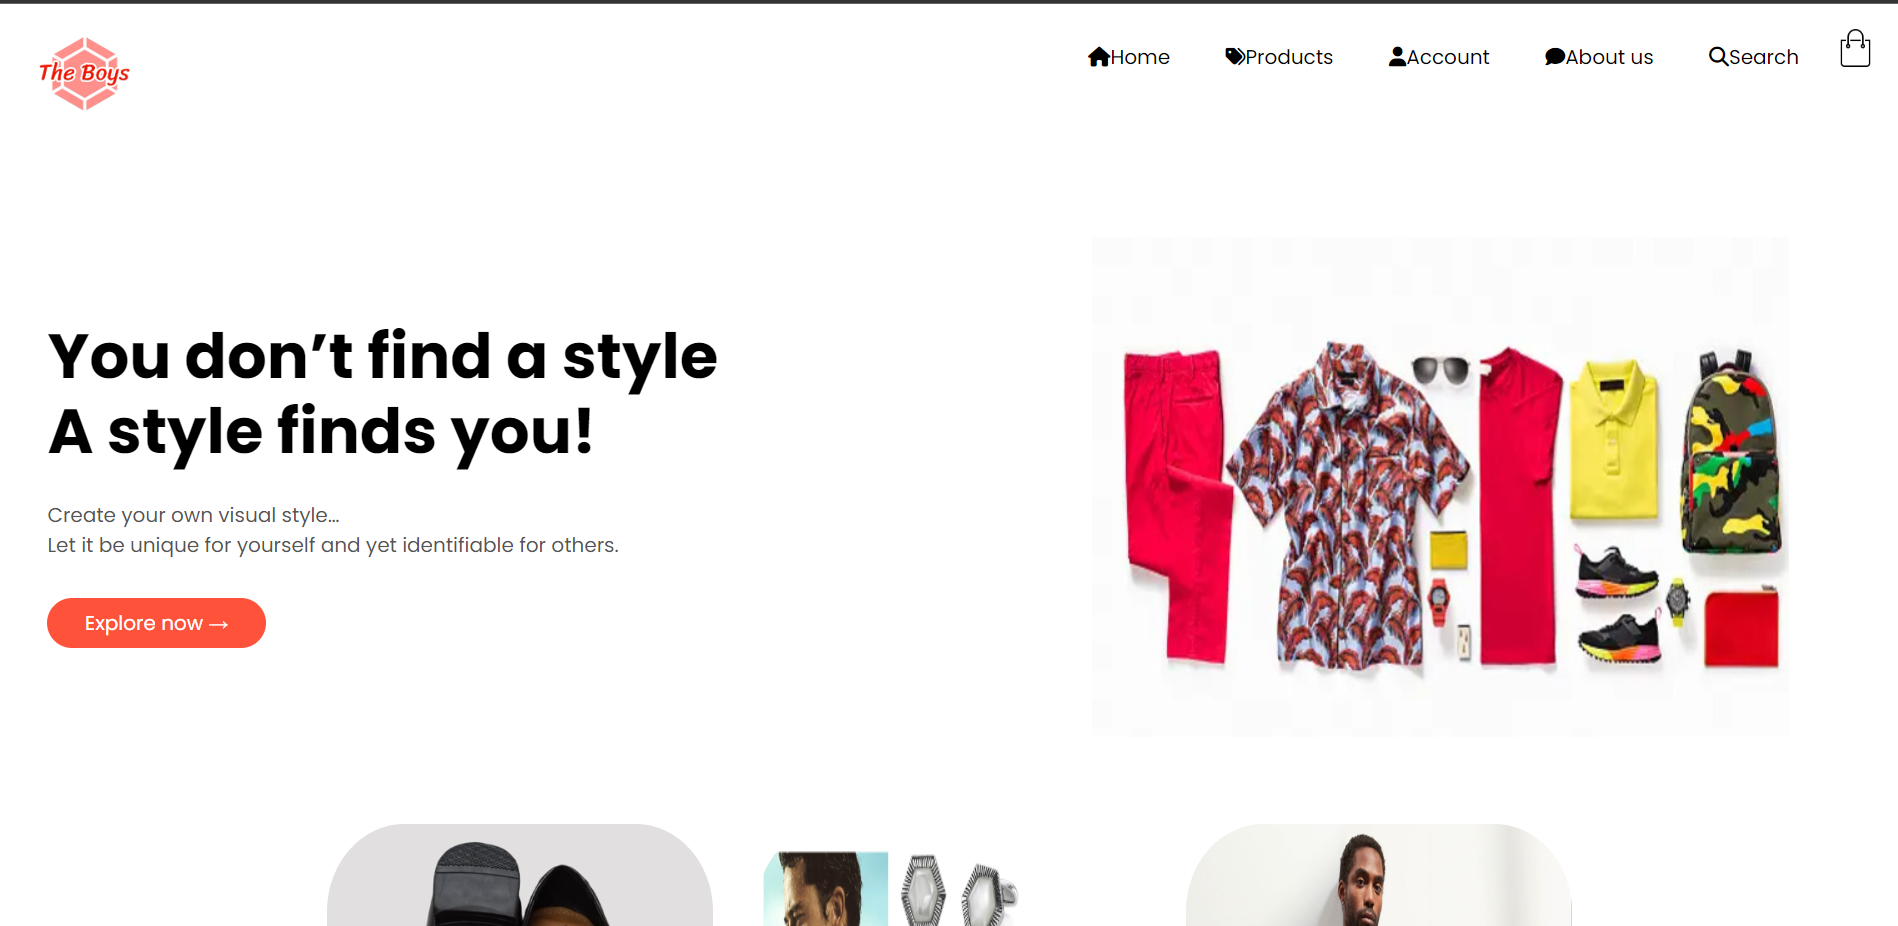 The Boys
Home
Products
Account
About us
Search
You don’t find a style
A style finds you!
Create your own visual style...
Let it be unique for yourself and yet identifiable for others.
Explore now →